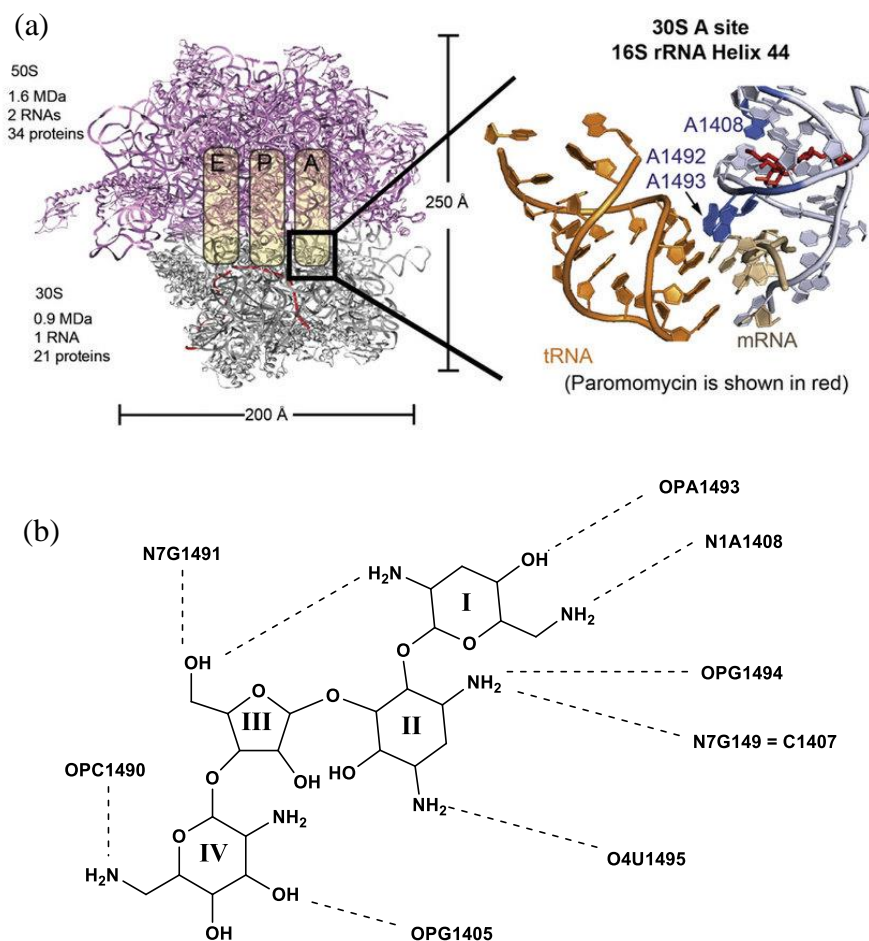 (a)
50S
1.6 MDa
2 RNAs
34 proteins
E P A
30S
0.9 MDa
1 RNA
21 proteins
250 Å
200 Å
30S A site
16S rRNA Helix 44
A1408
A1492
A1493
tRNA
mRNA
(Paromomycin is shown in red)
(b)
OPA1493
N7G1491
N1A1408
H2N
OH
I
NH2
O
OH
O
OPG1494
O
O
NH2
III
II
N7G149 = C1407
OPC1490
HO
OH
O
NH2
O
NH2
O4U1495
IV
H2N
OH
OH
OPG1405